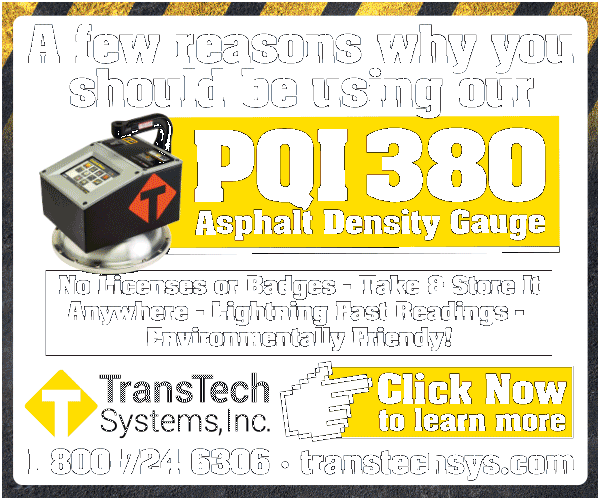 A few reasons why you
should be using our
PQI 380
Asphalt Density Gauge
No Licenses or Badges - Take & Store It
Anywhere - Lightning Fast Readings -
Environmentally Friendy!
TransTech
Systems, Inc.
Click Now
to learn more
1 800 724 6306 • transtechsys.com